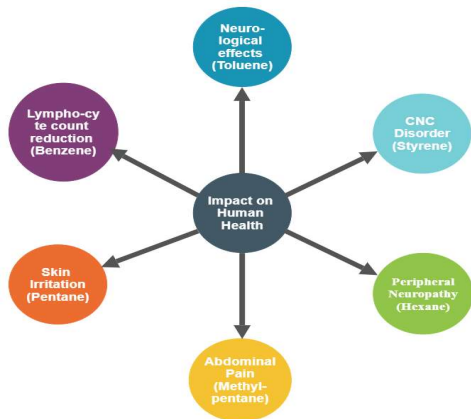 Neuro-
logical
effects
(Toluene)
Lympho-cy
te count
reduction
(Benzene)
CNC
Disorder
(Styrene)
Impact on
Human
Health
Skin
Irritation
(Pentane)
Peripheral
Neuropathy
(Hexane)
Abdominal
Pain
(Methyl-
pentane)